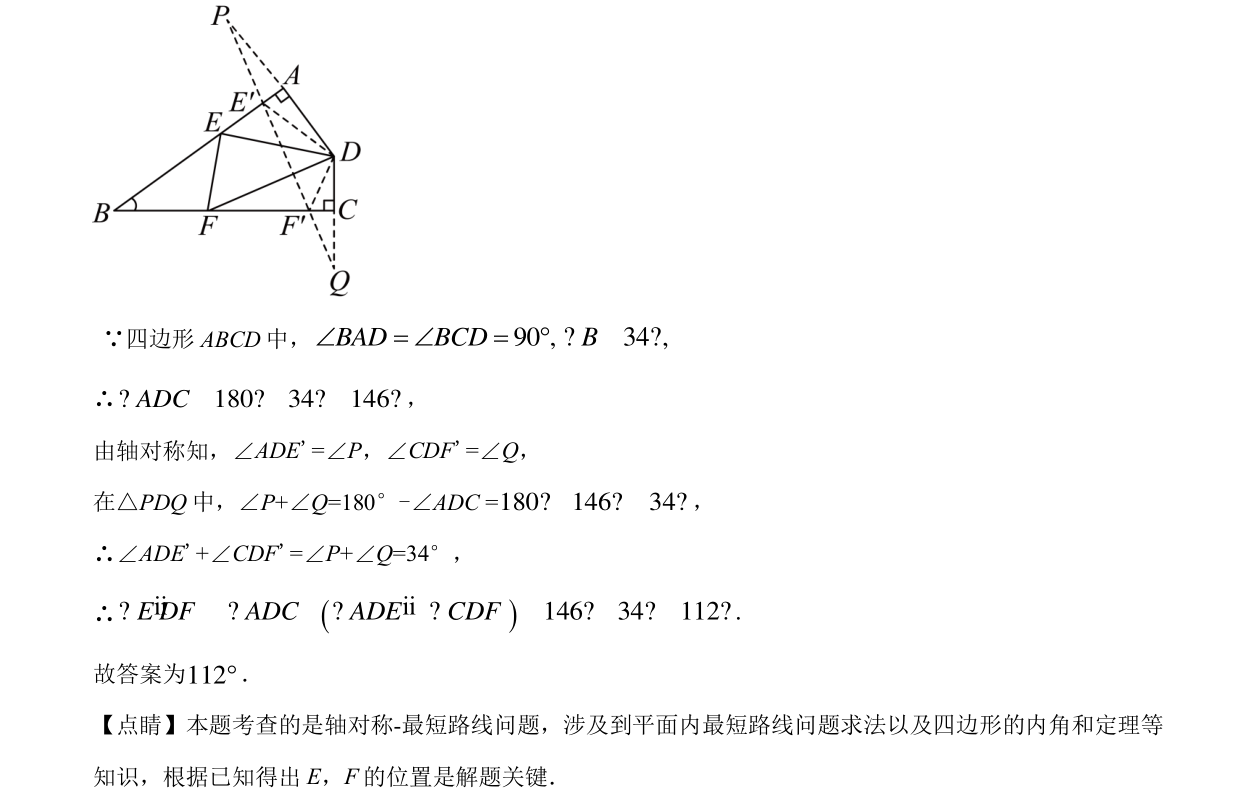 P
A
E'
E
D
B
F
F'
C
Q
∵四边形 ABCD 中，∠BAD = ∠BCD = 90°, ? B 34?,
∴ ? ADC 180? 34? 146? ，
由轴对称知，∠ADE’=∠P，∠CDF’=∠Q，
在△PDQ 中，∠P+∠Q=180°-∠ADC =180? 146? 34? ，
∴∠ADE’+∠CDF’=∠P+∠Q=34°，
∴ ? EⅱDF ? ADC (? ADEⅱ ? CDF ) 146? 34? 112? .
故答案为112° .
【点睛】本题考查的是轴对称-最短路线问题，涉及到平面内最短路线问题求法以及四边形的内角和定理等
知识，根据已知得出 E，F 的位置是解题关键.